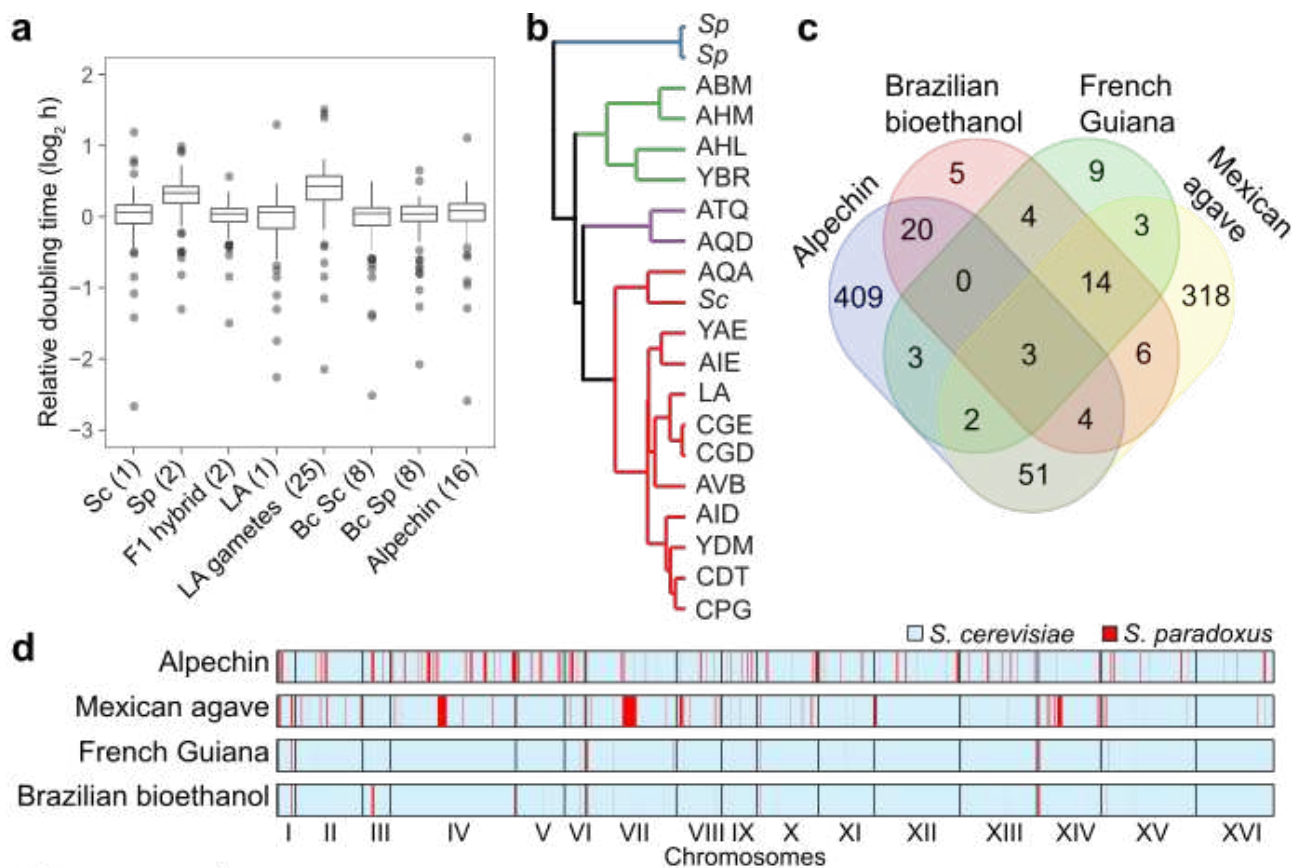 a
Relative doubling time (log₂ h)
2
1
0
−1
−2
−3
Sc (1)
Sp (2)
F1 hybrid (2)
LA (1)
LA gametes (25)
Bc Sc (8)
Bc Sp (8)
Alpechin (16)
b
Sp
Sp
ABM
AHM
AHL
YBR
ATQ
AQD
AQA
Sc
YAE
AIE
LA
CGE
CGD
AVB
AID
YDM
CDT
CPG
c
Brazilian
bioethanol
French
Guiana
Alpechin
Mexican
agave
5
9
20
4
3
409
0
14
318
3
3
6
2
4
51
d
S. cerevisiae
S. paradoxus
Alpechin
Mexican agave
French Guiana
Brazilian bioethanol
I II III IV V VI VII VIII IX X XI XII XIII XIV XV XVI
Chromosomes